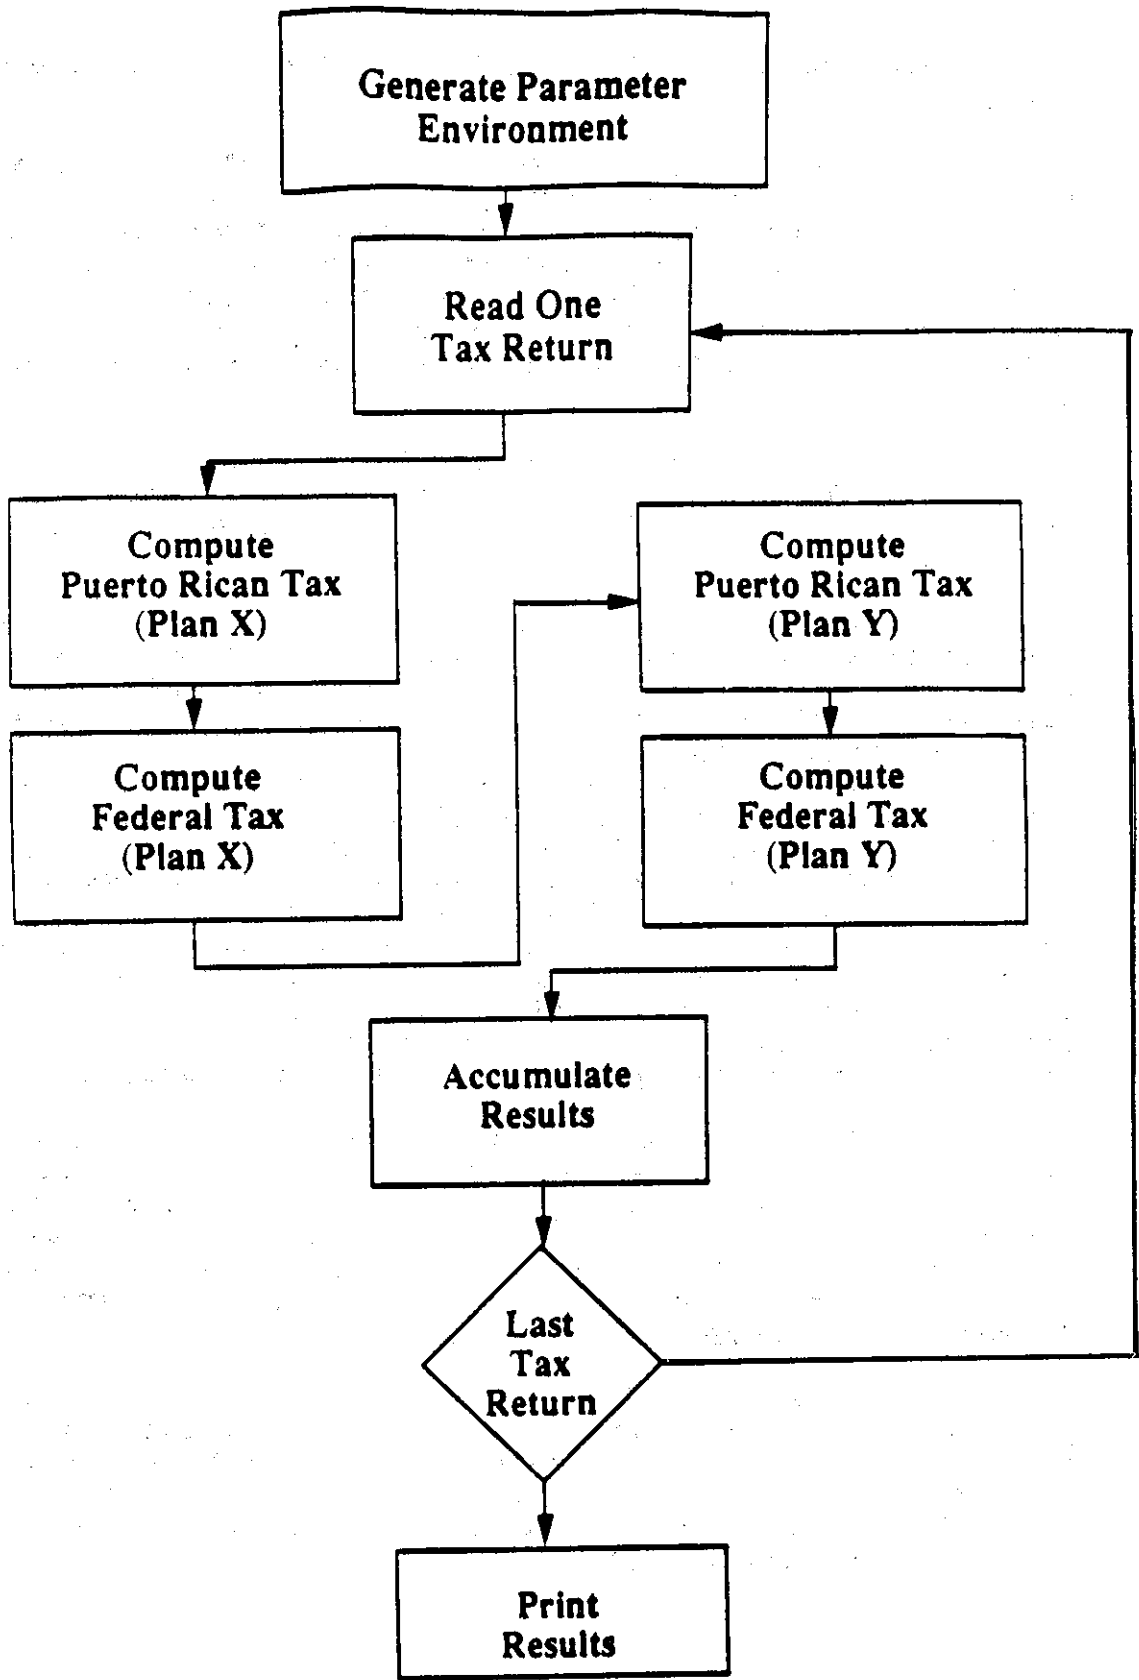 Generate Parameter
Environment
Read One
Tax Return
Compute
Puerto Rican Tax
(Plan X)
Compute
Federal Tax
(Plan X)
Compute
Puerto Rican Tax
(Plan Y)
Compute
Federal Tax
(Plan Y)
Accumulate
Results
Last
Tax
Return
Print
Results